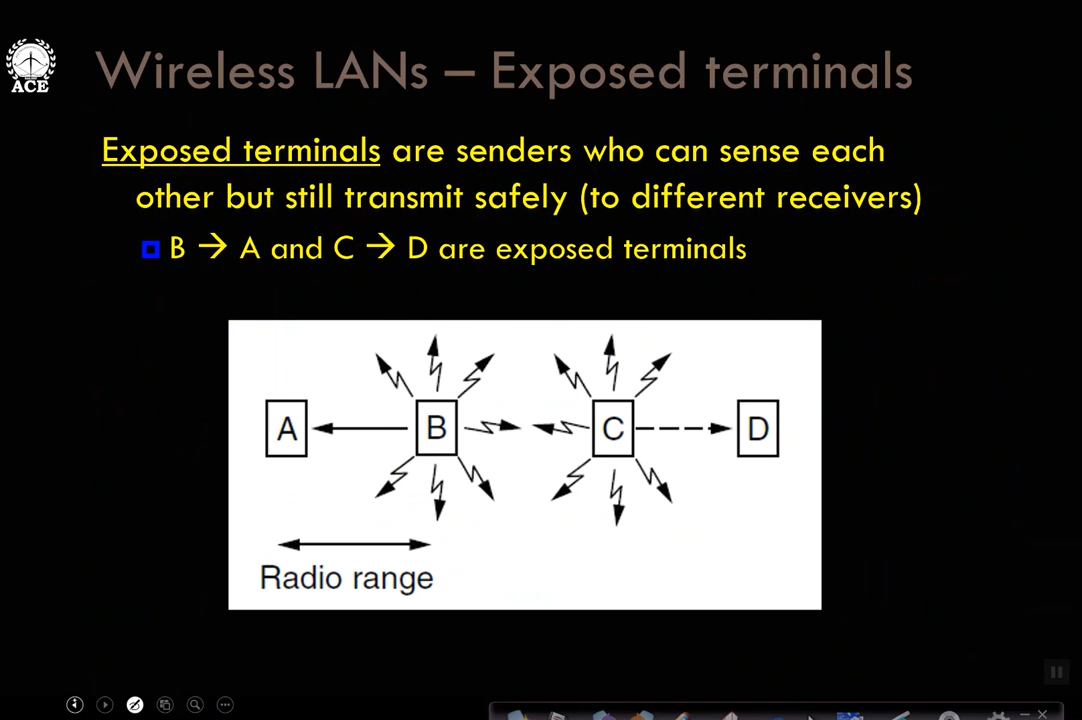 ACE
Wireless LANs – Exposed terminals
Exposed terminals are senders who can sense each
other but still transmit safely (to different receivers)
B → A and C → D are exposed terminals
A B C D
Radio range